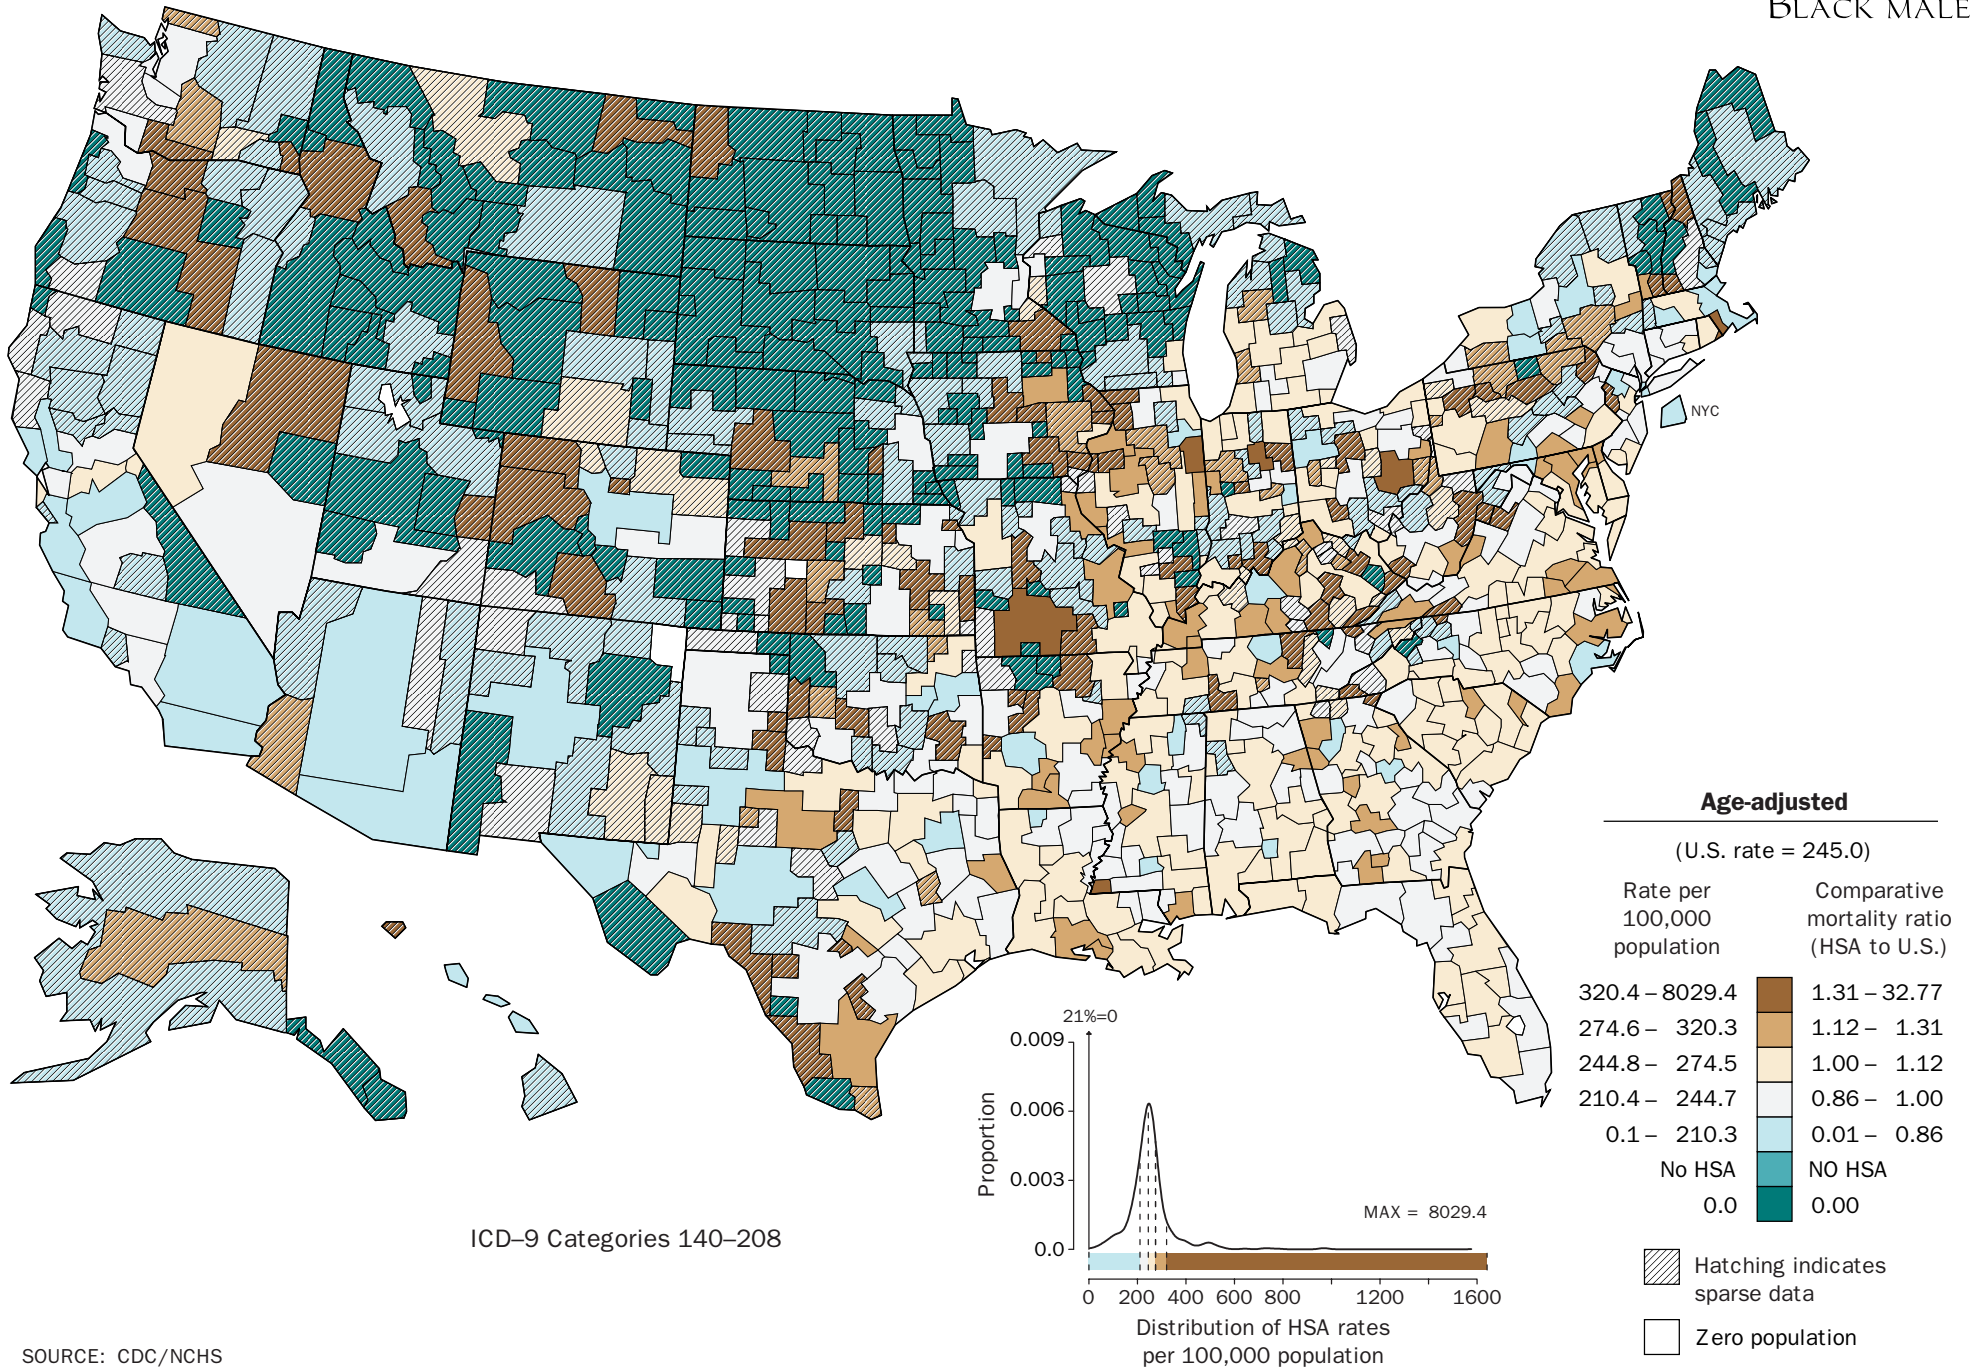 BLACK MALE
NYC
Age-adjusted
(U.S. rate = 245.0)
Rate per
100,000
population
Comparative
mortality ratio
(HSA to U.S.)
320.4 – 8029.4 1.31 – 32.77
274.6 – 320.3 1.12 – 1.31
244.8 – 274.5 1.00 – 1.12
210.4 – 244.7 0.86 – 1.00
0.1 – 210.3 0.01 – 0.86
No HSA NO HSA
0.0 0.00
Hatching indicates
sparse data
Zero population
21%=0
0.009
0.006
0.003
0.0
Proportion
MAX = 8029.4
0 200 400 600 800 1200 1600
Distribution of HSA rates
per 100,000 population
ICD–9 Categories 140–208
SOURCE: CDC/NCHS